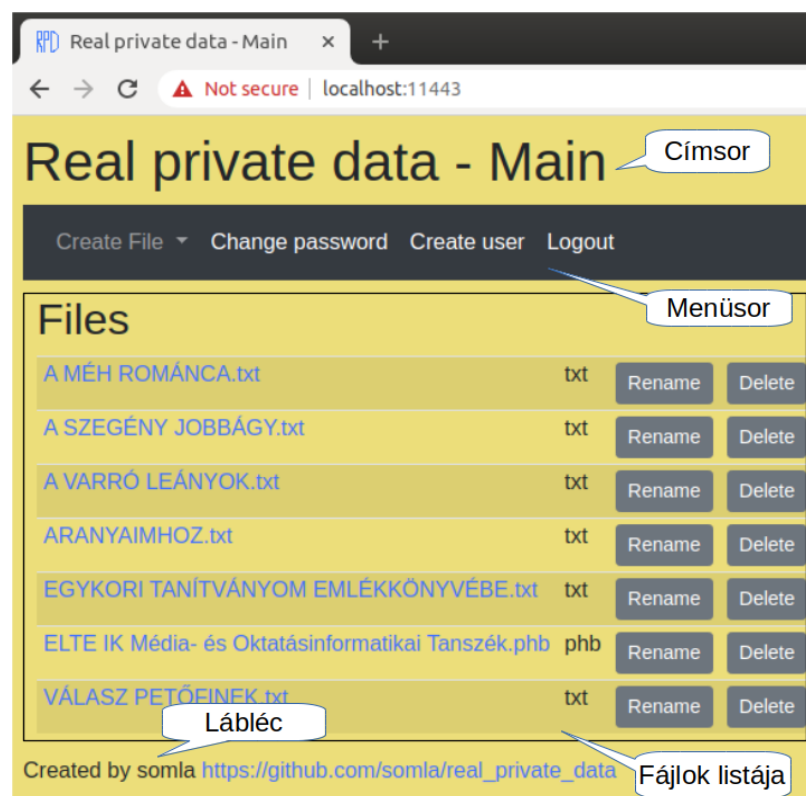 RPD Real private data - Main × +
Not secure | localhost:11443
Real private data - Main
Címsor
Create File Change password Create user Logout
Menüsor
Files
A MÉH ROMÁNCA.txt txt Rename Delete
A SZEGÉNY JOBBÁGY.txt txt Rename Delete
A VARRÓ LEÁNYOK.txt txt Rename Delete
ARANYAIMHOZ.txt txt Rename Delete
EGYKORI TANÍTVÁNYOM EMLÉKKÖNYVÉBE.txt txt Rename Delete
ELTE IK Média- és Oktatásinformatikai Tanszék.phb phb Rename Delete
VÁLASZ PETŐFINEK.txt txt Rename Delete
Lábléc
Created by somla https://github.com/somla/real_private_data
Fájlok listája